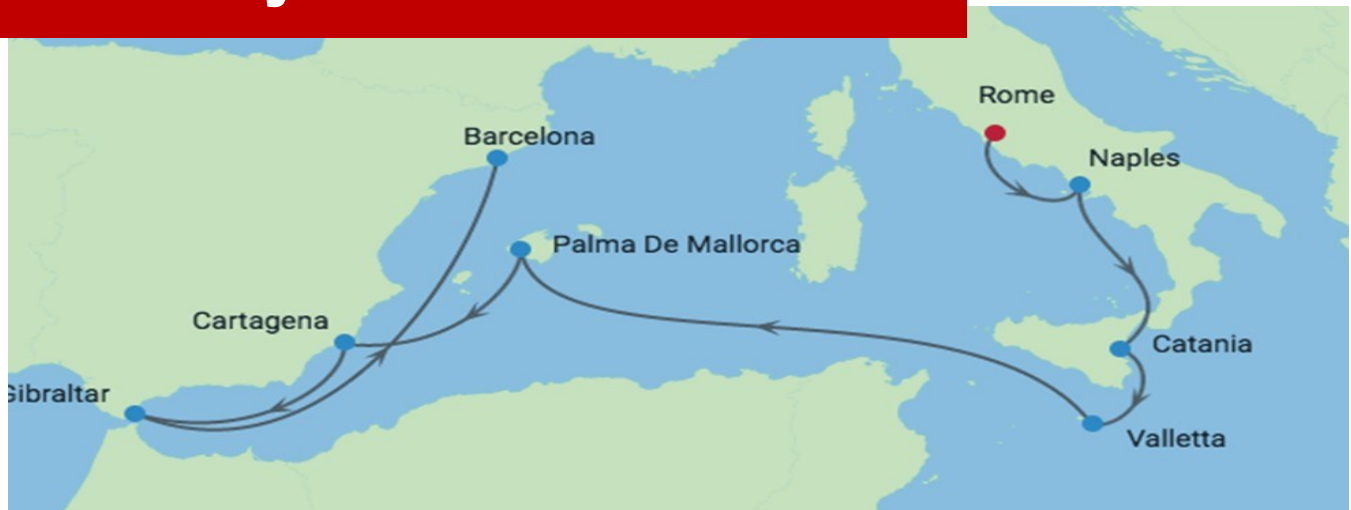 Rome
Barcelona
Naples
Palma De Mallorca
Cartagena
Catania
Gibraltar
Valletta